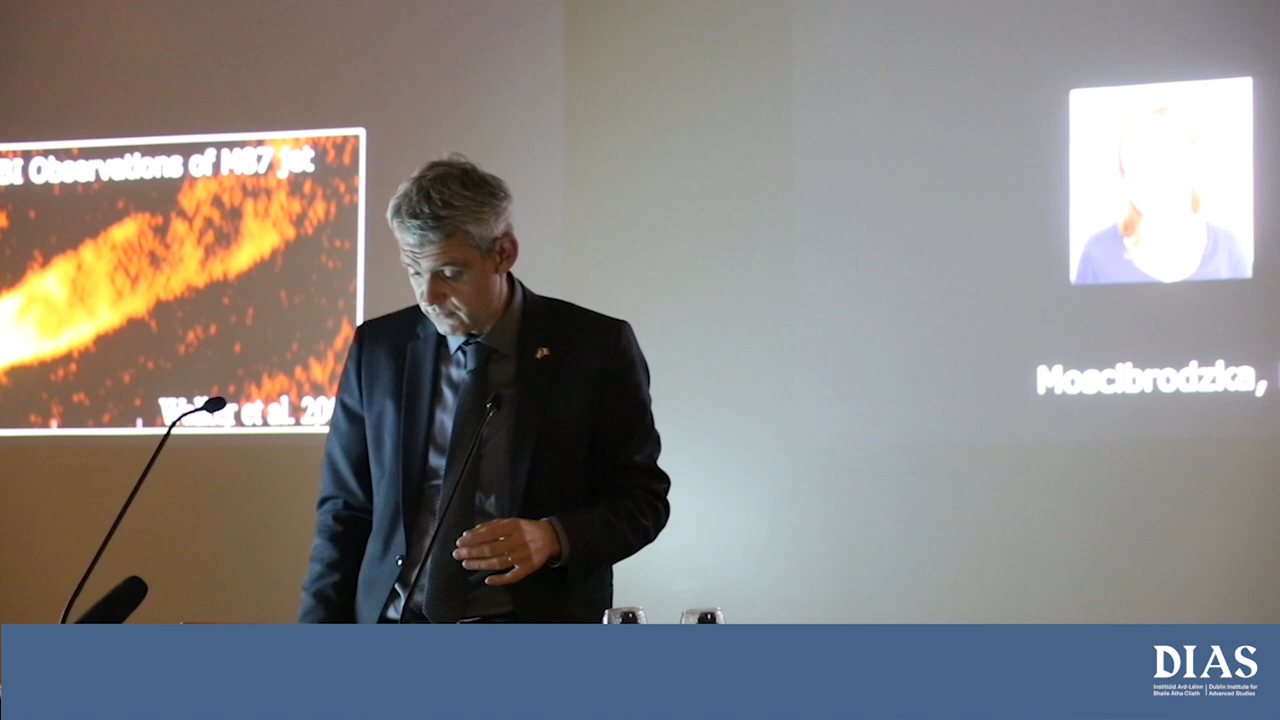 Observations of M87 jet
et al.
Moscibrodzka,
DIAS
Institiúid Ard-Léinn
Bhaile Átha Cliath
Dublin Institute for
Advanced Studies